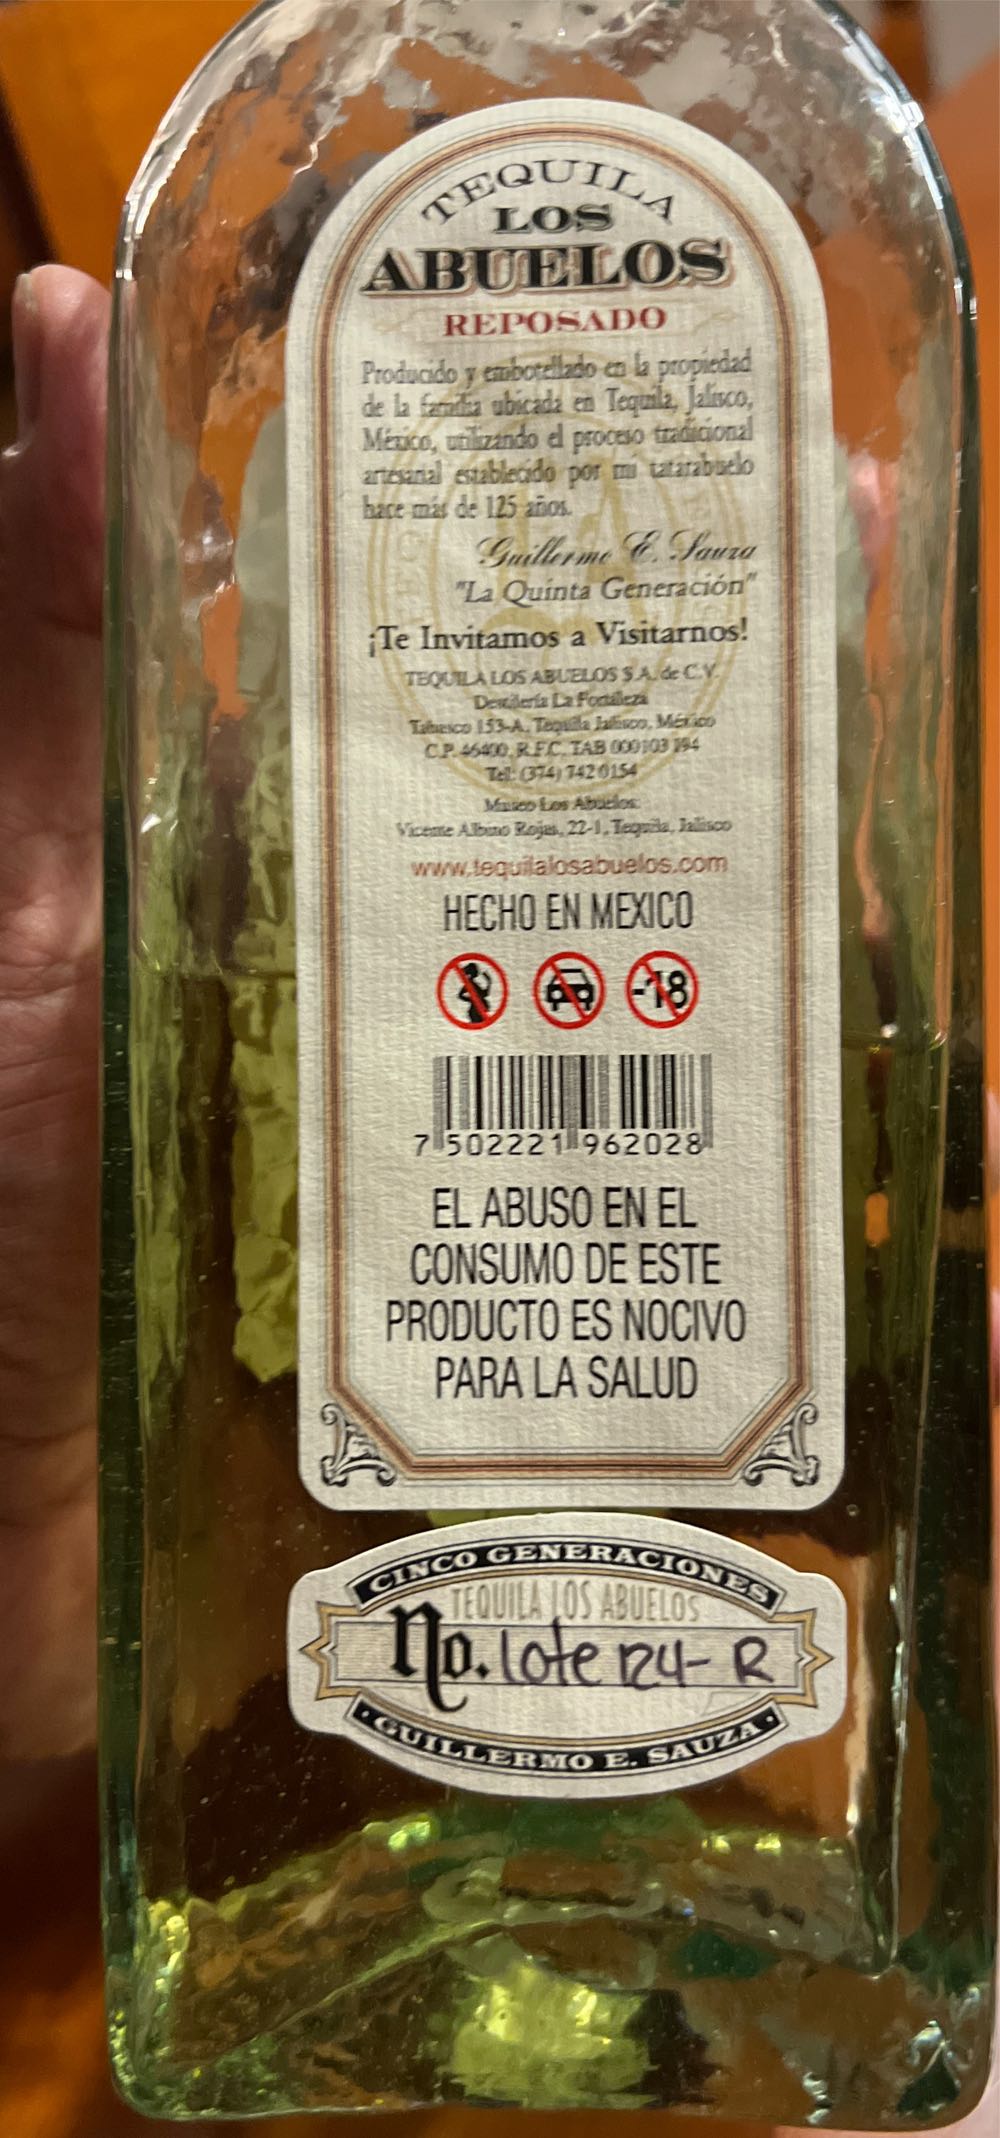 TEQUILA
LOS
ABUELOS
REPOSADO
Producido y embotellado en la propiedad
de la familia ubicada en Tequila, Jalisco,
México, utilizando el proceso tradicional
artesanal establecido por mi tatarabuelo
hace más de 125 años.
Guillermo E. Sauza
"La Quinta Generación"
¡Te Invitamos a Visitarnos!
TEQUILA LOS ABUELOS S.A. de C.V.
Destilería La Fortaleza
Tabasco 153-A, Tequila Jalisco, México
C.P. 46400, R.F.C. TAB 000103 194
Tel: (374) 742 0154
Museo Los Abuelos:
Vicente Albino Rojas, 22-1, Tequila, Jalisco
www.tequilalosabuelos.com
HECHO EN MEXICO
-18
7 502221 962028
EL ABUSO EN EL
CONSUMO DE ESTE
PRODUCTO ES NOCIVO
PARA LA SALUD
CINCO GENERACIONES
TEQUILA LOS ABUELOS
No. Lote 124-R
· GUILLERMO E. SAUZA ·